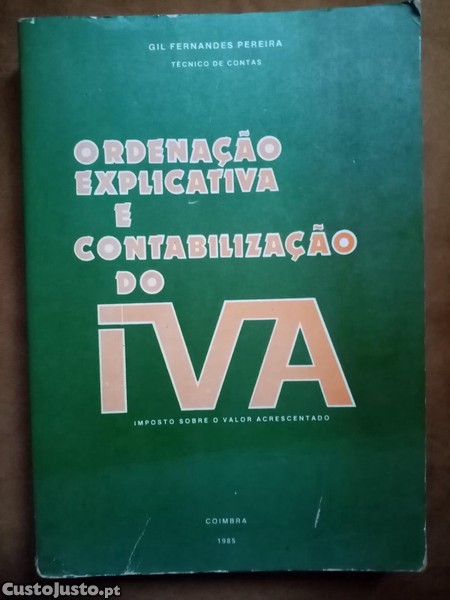 GIL FERNANDES PEREIRA
TÉCNICO DE CONTAS
ORDENAÇÃO
EXPLICATIVA
E
CONTABILIZAÇÃO
DO
iVA
IMPOSTO SOBRE O VALOR ACRESCENTADO
COIMBRA
1985
CustoJusto.pt